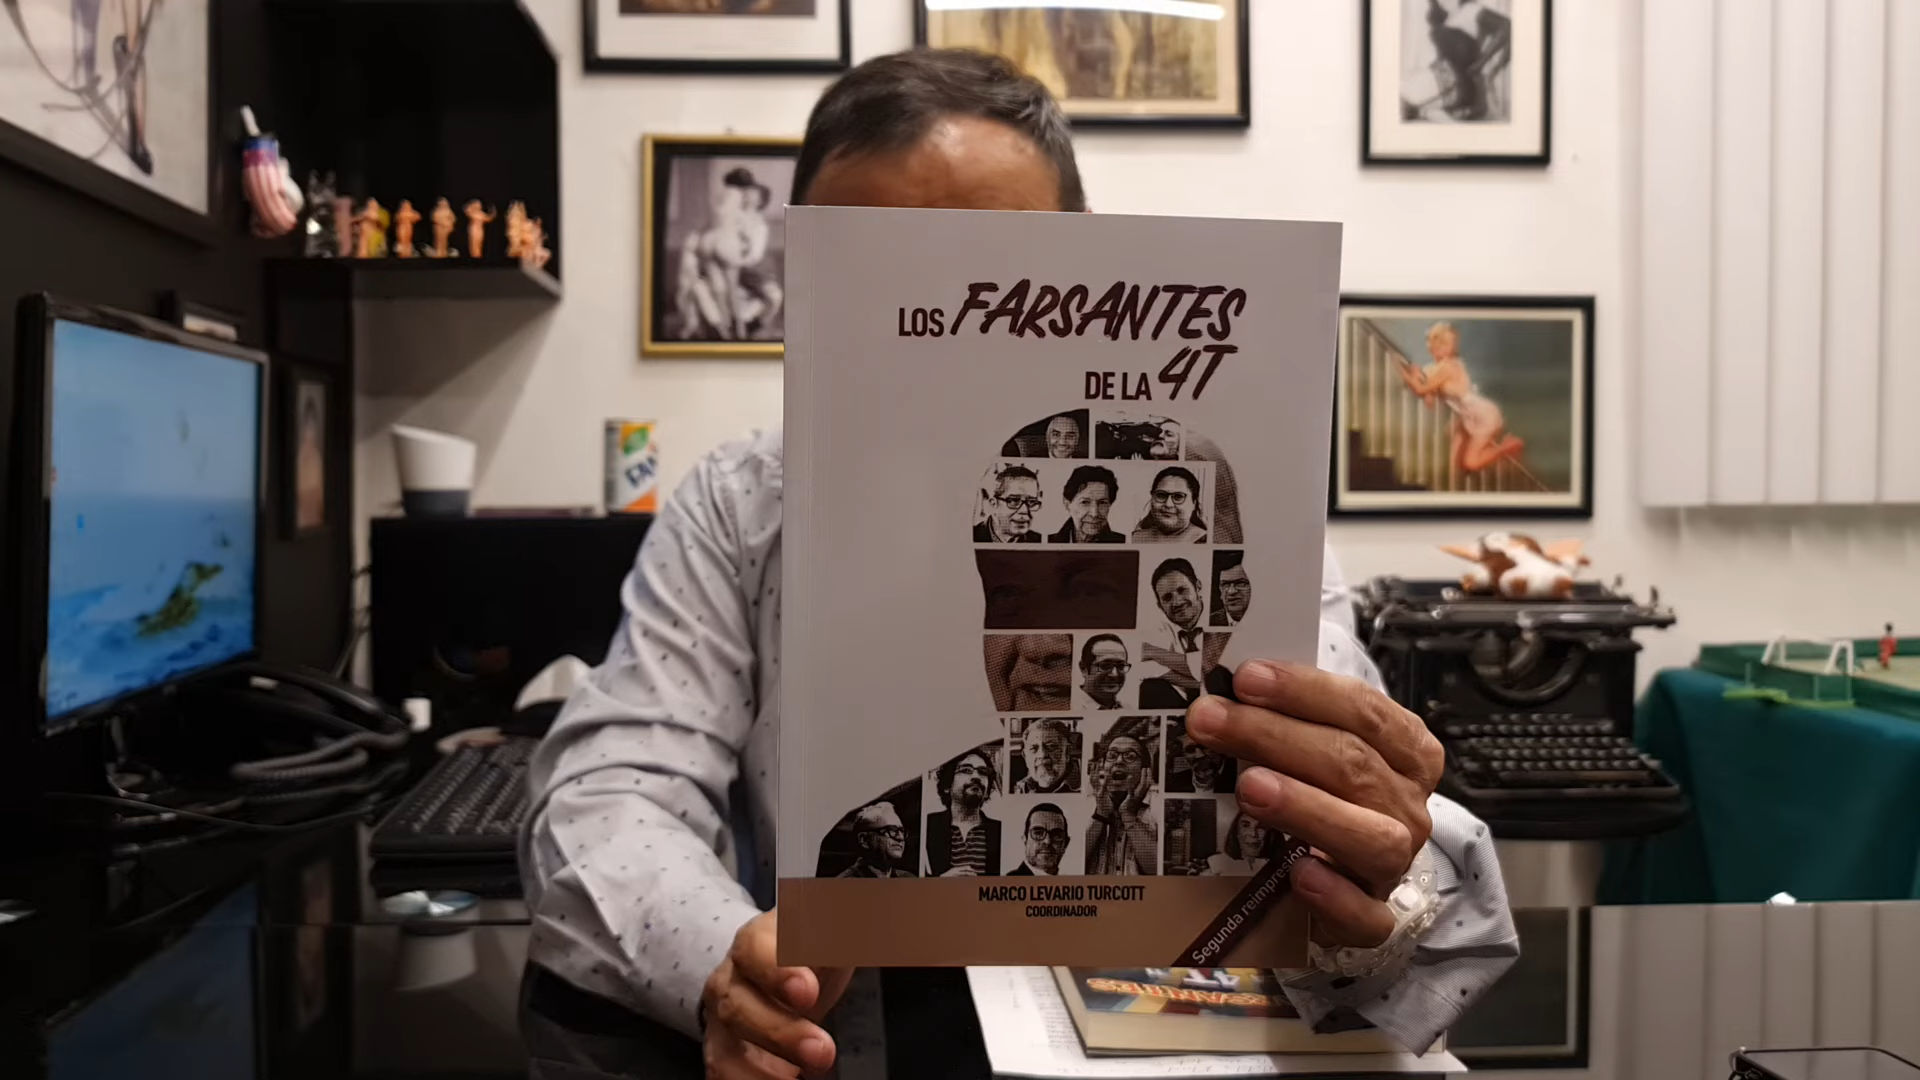 LOS FARSANTES
DE LA 4T
MARCO LEVARIO TURCOTT
COORDINADOR
Segunda reimpresión